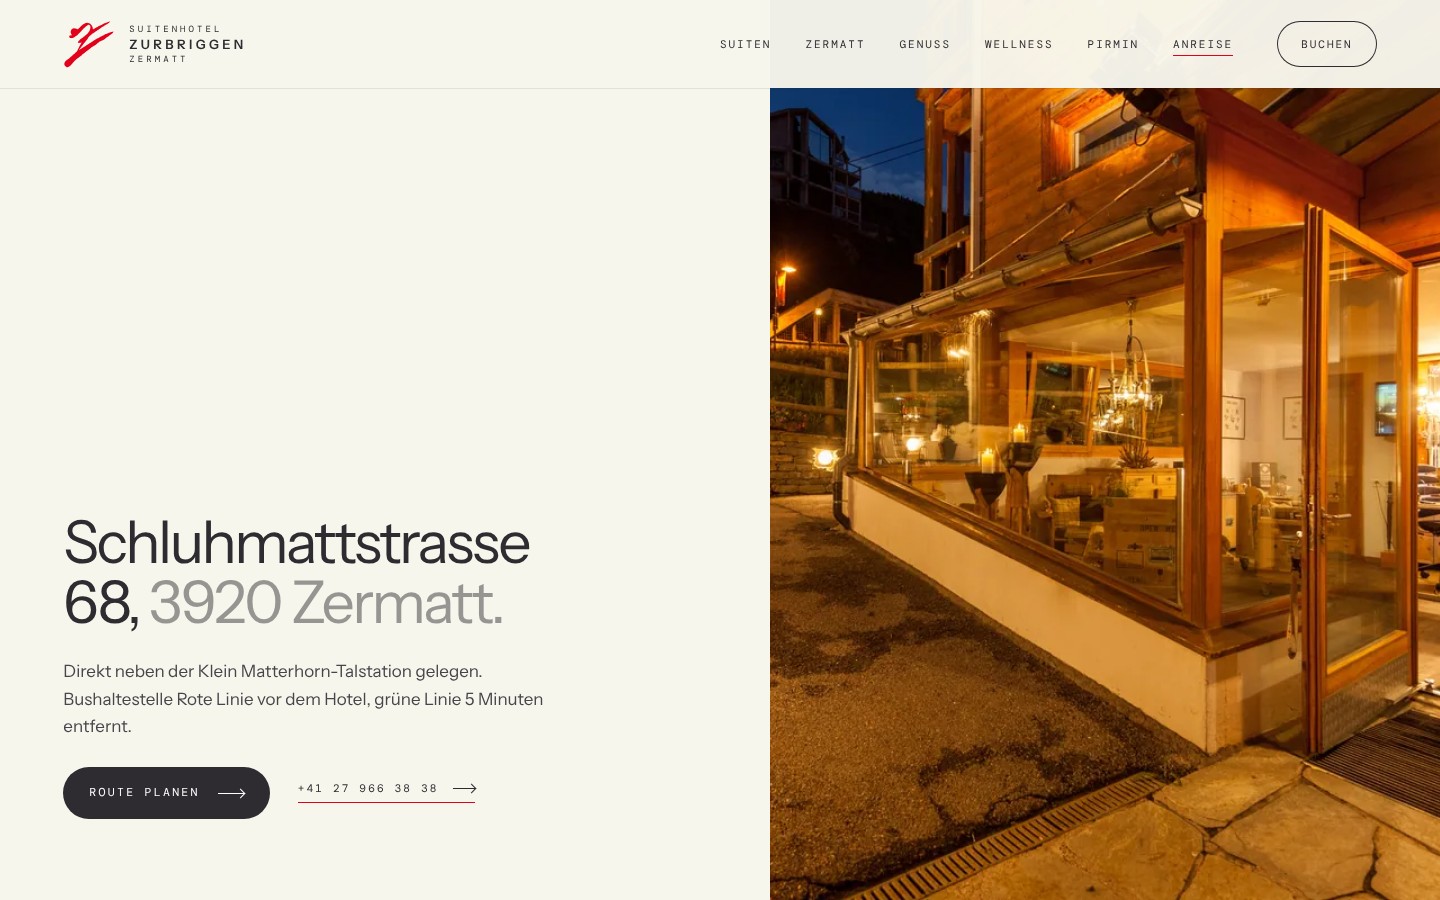 SUITENHOTEL
ZURBRIGGEN
ZERMATT
SUITEN ZERMATT GENUSS WELLNESS PIRMIN ANREISE BUCHEN
Schluhmattstrasse
68, 3920 Zermatt.
Direkt neben der Klein Matterhorn-Talstation gelegen.
Bushaltestelle Rote Linie vor dem Hotel, grüne Linie 5 Minuten
entfernt.
ROUTE PLANEN
+41 27 966 38 38